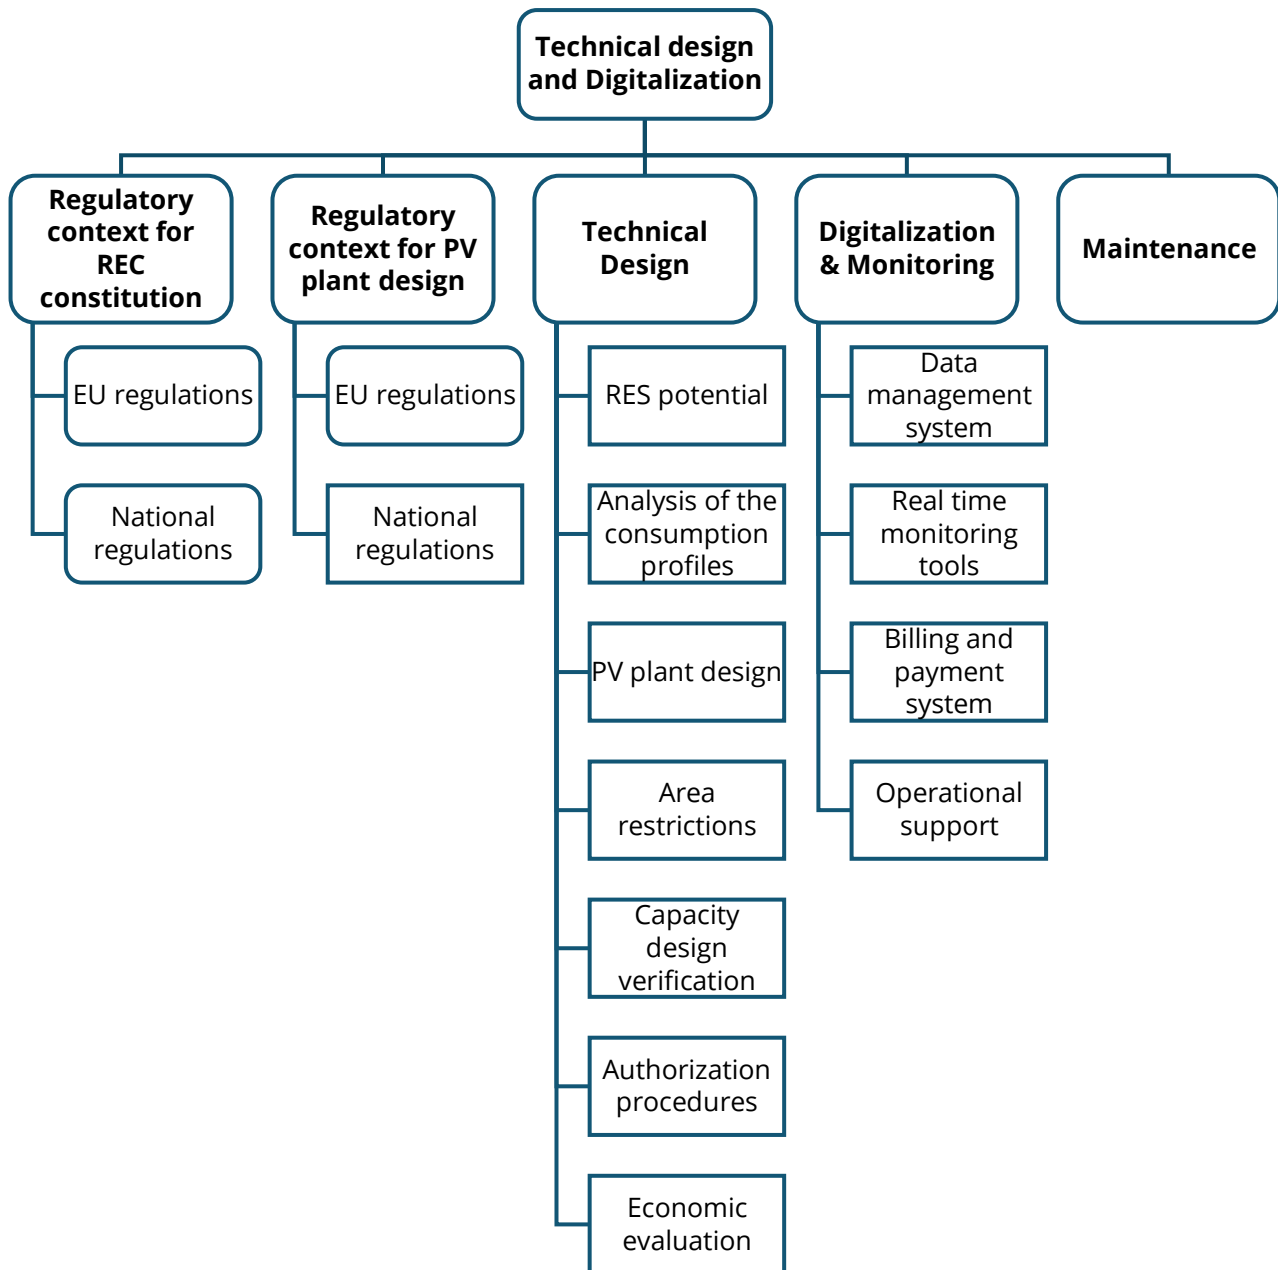 Technical design
and Digitalization
Regulatory
context for
REC
constitution
EU regulations
National
regulations
Regulatory
context for PV
plant design
EU regulations
National
regulations
Technical
Design
RES potential
Analysis of the
consumption
profiles
PV plant design
Area
restrictions
Capacity
design
verification
Authorization
procedures
Economic
evaluation
Digitalization
& Monitoring
Data
management
system
Real time
monitoring
tools
Billing and
payment
system
Operational
support
Maintenance